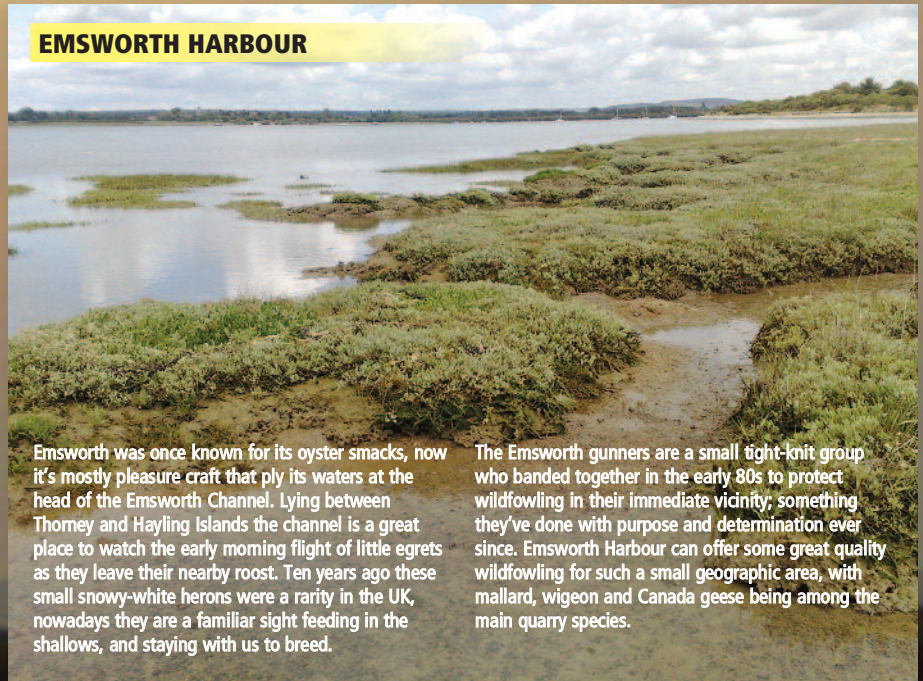 EMSWORTH HARBOUR
Emsworth was once known for its oyster smacks, now
it's mostly pleasure craft that ply its waters at the
head of the Emsworth Channel. Lying between
Thorney and Hayling Islands the channel is a great
place to watch the early morning flight of little egrets
as they leave their nearby roost. Ten years ago these
small snowy-white herons were a rarity in the UK,
nowadays they are a familiar sight feeding in the
shallows, and staying with us to breed.
The Emsworth gunners are a small tight-knit group
who banded together in the early 80s to protect
wildfowling in their immediate vicinity; something
they've done with purpose and determination ever
since. Emsworth Harbour can offer some great quality
wildfowling for such a small geographic area, with
mallard, wigeon and Canada geese being among the
main quarry species.